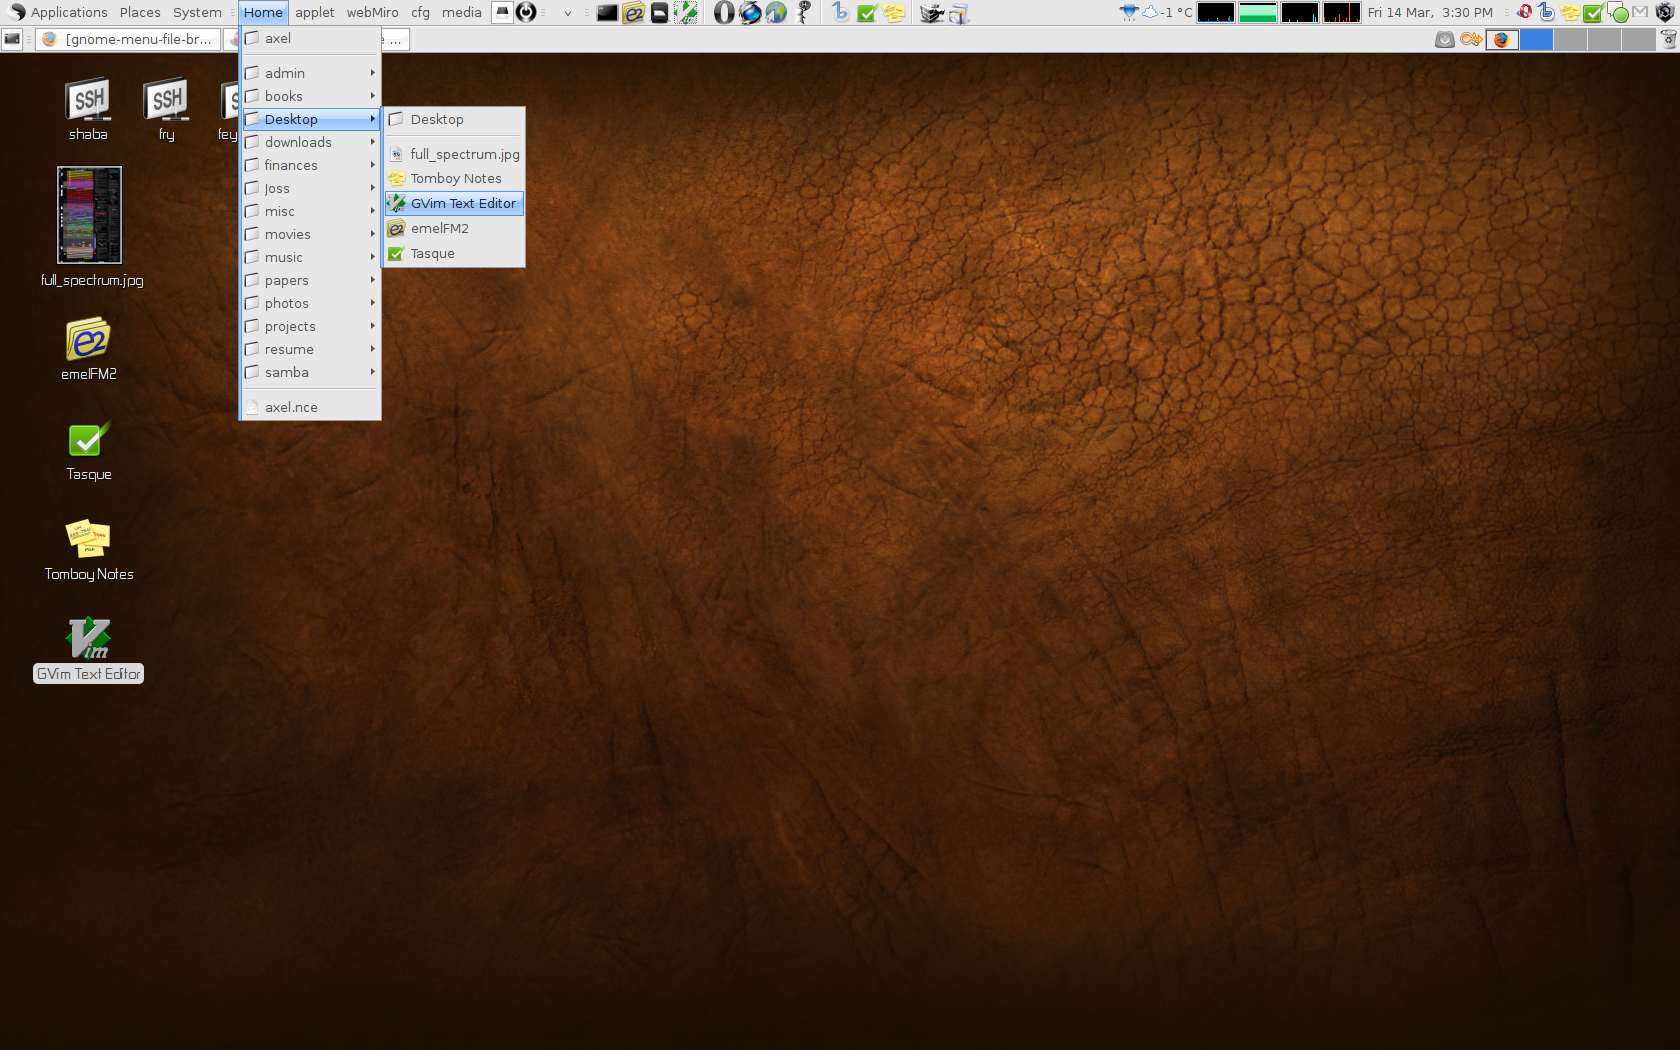 Applications Places System Home applet webMiro cfg media -1 °C Fri 14 Mar, 3:30 PM
[gnome-menu-file-br... ...
axel
admin
books
Desktop
downloads
finances
Joss
misc
movies
music
papers
photos
projects
resume
samba
axel.nce
Desktop
full_spectrum.jpg
Tomboy Notes
GVim Text Editor
emelFM2
Tasque
SSH SSH
shaba fry fey
full_spectrum.jpg
e2
emelFM2
Tasque
Tomboy Notes
Vim
GVim Text Editor